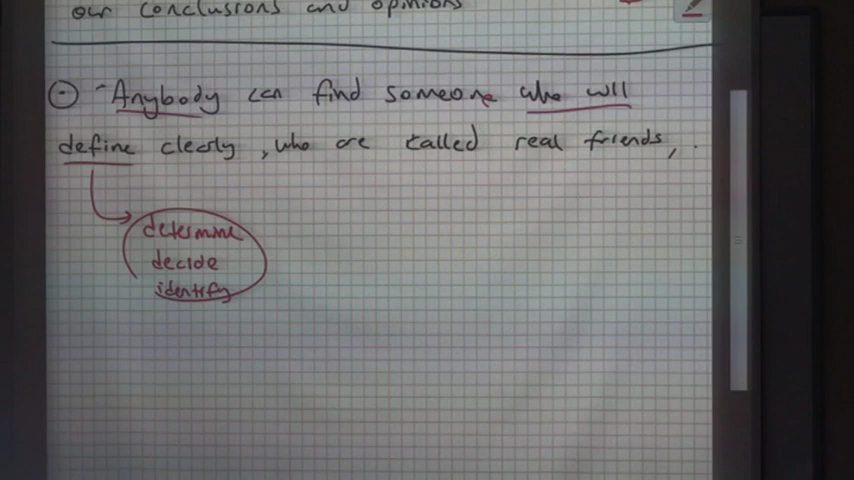 our conclusions and opinions
- "Anybody can find someone who will
define clearly, who are called real friends,
determine
decide
identify